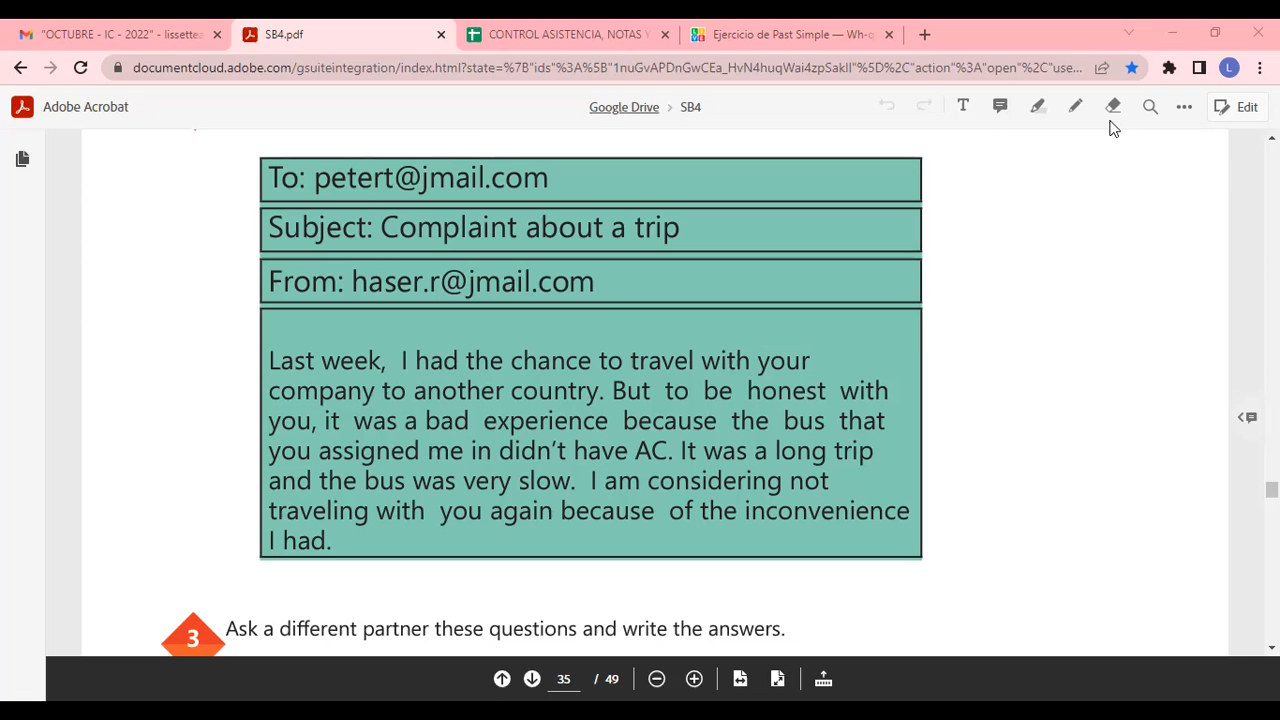 "OCTUBRE - IC - 2022" - lissettea
SB4.pdf
CONTROL ASISTENCIA, NOTAS Y
Ejercicio de Past Simple — Wh-q
documentcloud.adobe.com/gsuiteintegration/index.html?state=%7B"ids"%3A%5B"1nuGvAPDnGwCEa_HvN4huqWai4zpSakIl"%5D%2C"action"%3A"open"%2C"use...
L
Adobe Acrobat
Google Drive > SB4
Edit
To: petert@jmail.com
Subject: Complaint about a trip
From: haser.r@jmail.com
Last week, I had the chance to travel with your
company to another country. But to be honest with
you, it was a bad experience because the bus that
you assigned me in didn't have AC. It was a long trip
and the bus was very slow. I am considering not
traveling with you again because of the inconvenience
I had.
3 Ask a different partner these questions and write the answers.
35 / 49